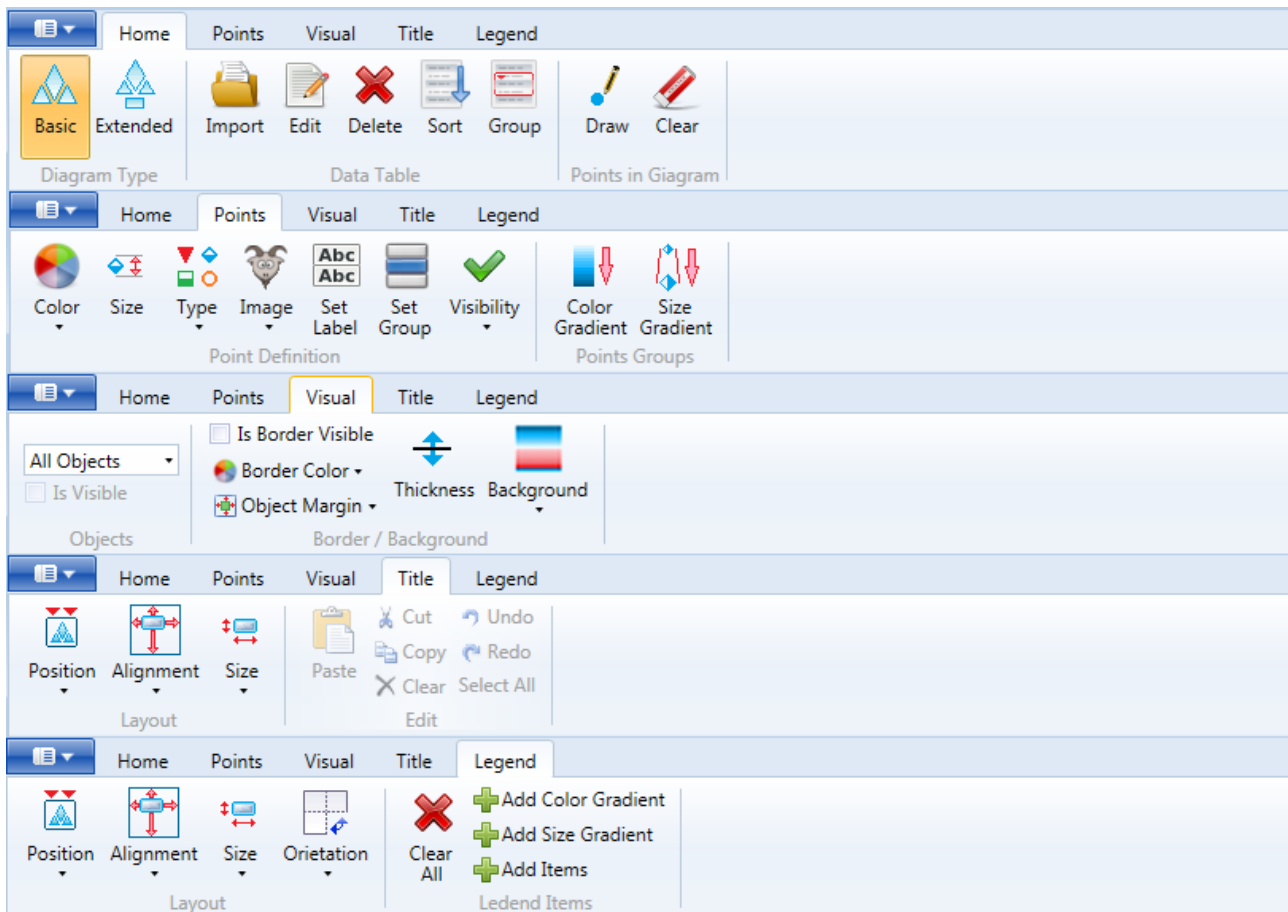 Home Points Visual Title Legend
Basic Extended Import Edit Delete Sort Group Draw Clear
Diagram Type Data Table Points in Giagram
Home Points Visual Title Legend
Abc
Abc
Color Size Type Image Set Label Set Group Visibility Color Gradient Size Gradient
Point Definition Points Groups
Home Points Visual Title Legend
Is Border Visible
All Objects
Border Color
Is Visible
Thickness Background
Object Margin
Objects Border / Background
Home Points Visual Title Legend
Cut Undo
Copy Redo
Position Alignment Size Paste
Clear Select All
Layout Edit
Home Points Visual Title Legend
Add Color Gradient
Add Size Gradient
Position Alignment Size Orietation Clear All
Add Items
Layout Ledend Items